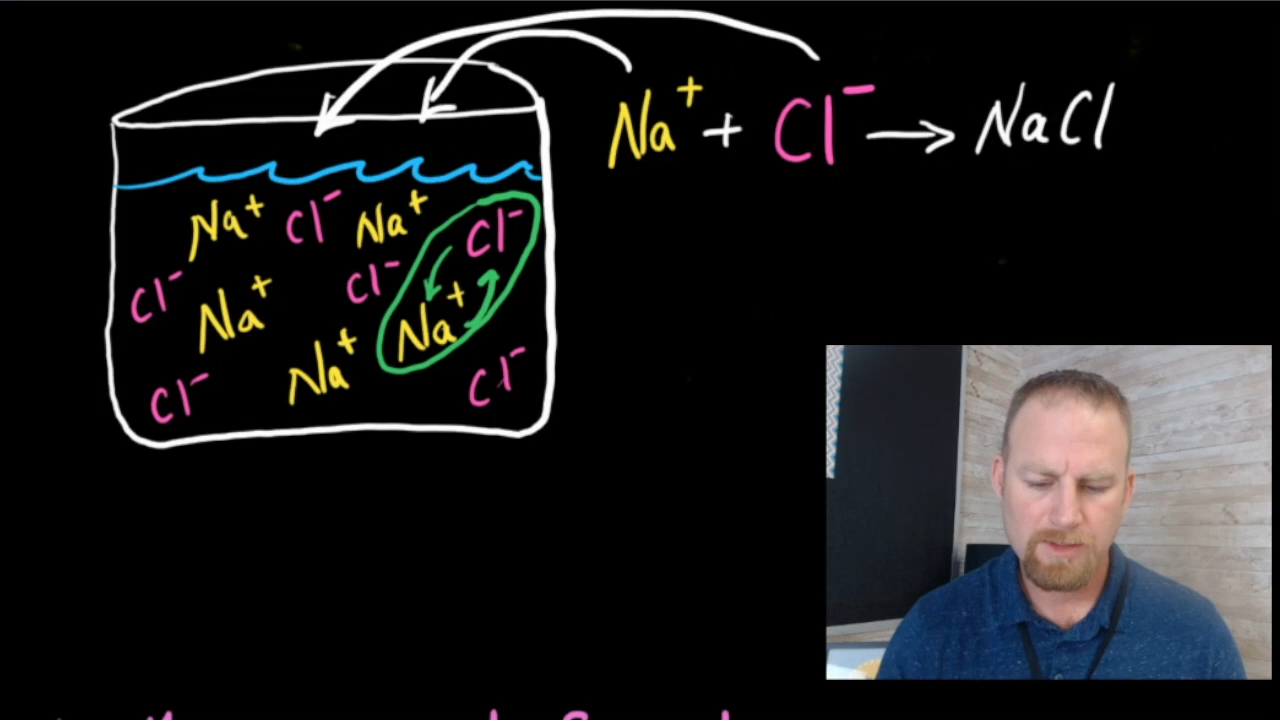 Na⁺ + Cl⁻ → NaCl
Na⁺ Cl⁻ Na⁺ Cl⁻
Cl⁻ Na⁺ Cl⁻ Na⁺
Cl⁻ Na⁺ Cl⁻